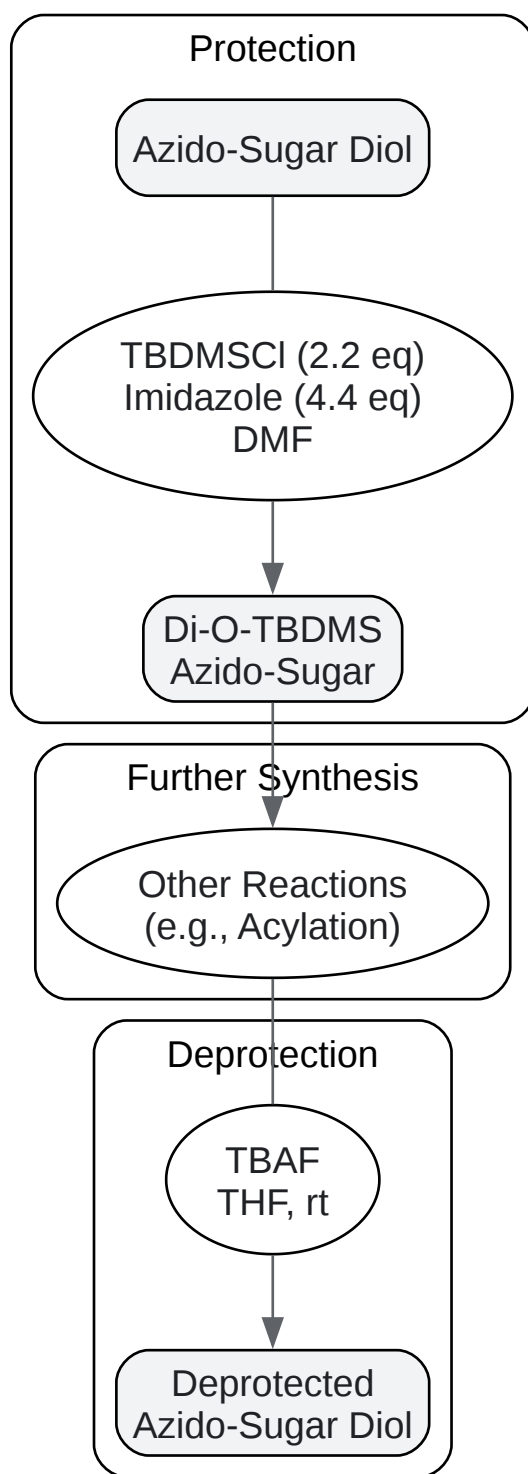 Protection
Azido-Sugar Diol
TBDMSCl (2.2 eq)
Imidazole (4.4 eq)
DMF
Di-O-TBDMS
Azido-Sugar
Further Synthesis
Other Reactions
(e.g., Acylation)
Deprotection
TBAF
THF, rt
Deprotected
Azido-Sugar Diol